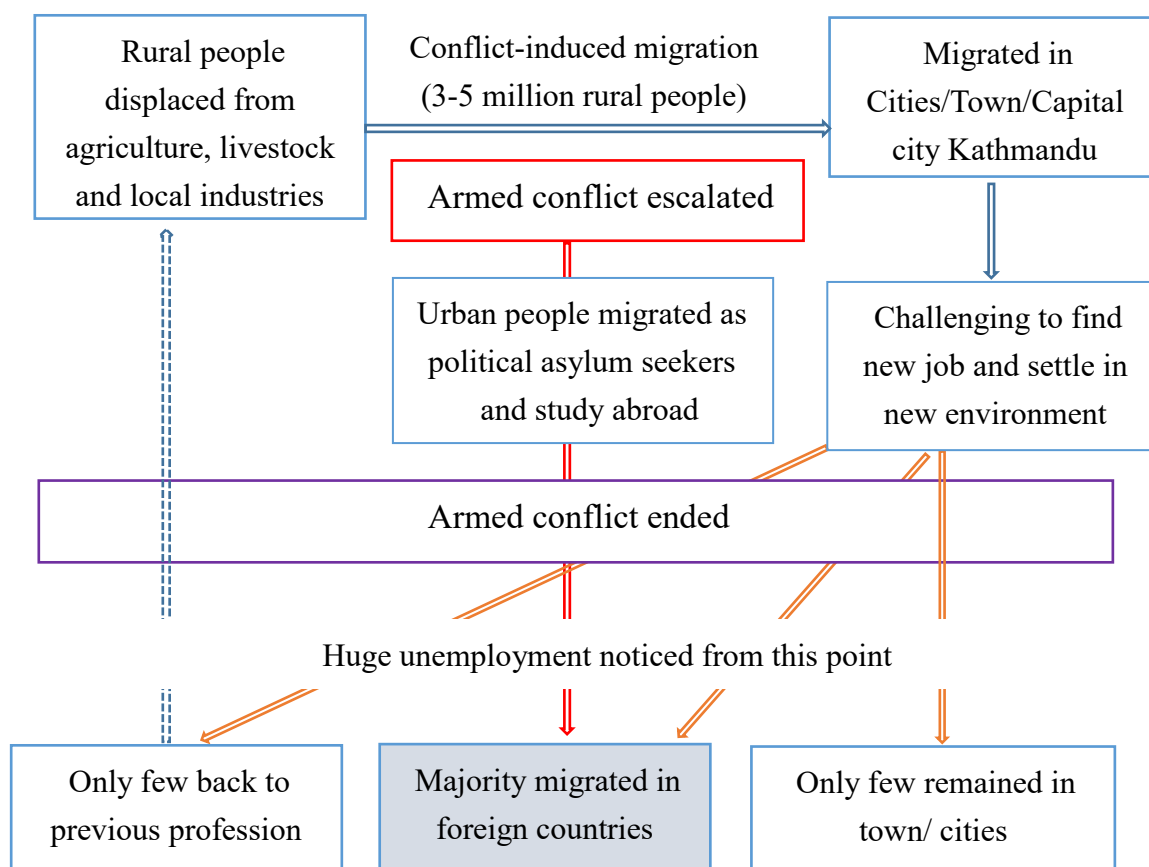 Rural people
displaced from
agriculture, livestock
and local industries
Conflict-induced migration
(3-5 million rural people)
Migrated in
Cities/Town/Capital
city Kathmandu
Armed conflict escalated
Urban people migrated as
political asylum seekers
and study abroad
Challenging to find
new job and settle in
new environment
Armed conflict ended
Huge unemployment noticed from this point
Only few back to
previous profession
Majority migrated in
foreign countries
Only few remained in
town/ cities